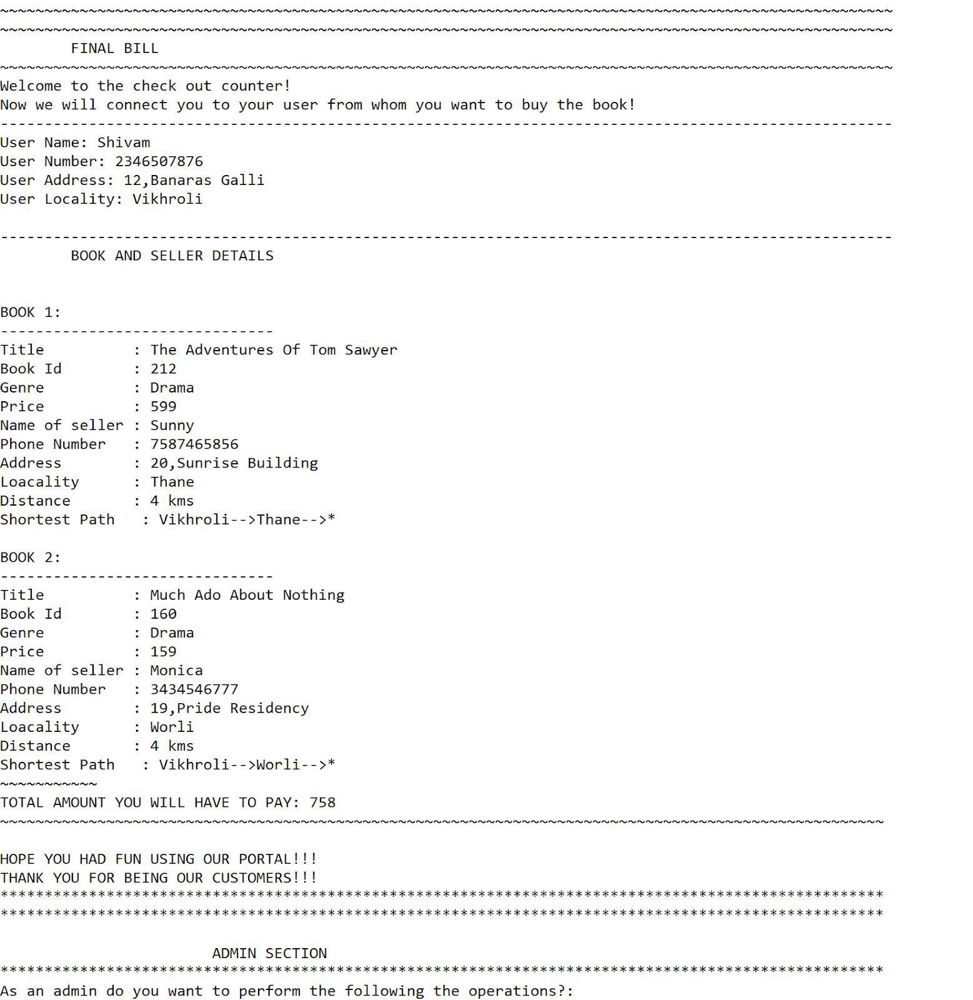 ~~~~~~~~~~~~~~~~~~~~~~~~~~~~~~~~~~~~~~~~~~~~~~~~~~~~~~~~~~~~~~~~~~~~~~~~~~~~~~~~~~~~~~~~~~~~~~~~~~~~~
~~~~~~~~~~~~~~~~~~~~~~~~~~~~~~~~~~~~~~~~~~~~~~~~~~~~~~~~~~~~~~~~~~~~~~~~~~~~~~~~~~~~~~~~~~~~~~~~~~~~~
        FINAL BILL
~~~~~~~~~~~~~~~~~~~~~~~~~~~~~~~~~~~~~~~~~~~~~~~~~~~~~~~~~~~~~~~~~~~~~~~~~~~~~~~~~~~~~~~~~~~~~~~~~~~~~
Welcome to the check out counter!
Now we will connect you to your user from whom you want to buy the book!
-----------------------------------------------------------------------------------------------------
User Name: Shivam
User Number: 2346507876
User Address: 12,Banaras Galli
User Locality: Vikhroli
-----------------------------------------------------------------------------------------------------
        BOOK AND SELLER DETAILS
BOOK 1:
-------------------------------
Title          : The Adventures Of Tom Sawyer
Book Id        : 212
Genre          : Drama
Price          : 599
Name of seller : Sunny
Phone Number   : 7587465856
Address        : 20,Sunrise Building
Loacality      : Thane
Distance       : 4 kms
Shortest Path   : Vikhroli-->Thane-->*
BOOK 2:
-------------------------------
Title          : Much Ado About Nothing
Book Id        : 160
Genre          : Drama
Price          : 159
Name of seller : Monica
Phone Number   : 3434546777
Address        : 19,Pride Residency
Loacality      : Worli
Distance       : 4 kms
Shortest Path   : Vikhroli-->Worli-->*
~~~~~~~~~~~
TOTAL AMOUNT YOU WILL HAVE TO PAY: 758
~~~~~~~~~~~~~~~~~~~~~~~~~~~~~~~~~~~~~~~~~~~~~~~~~~~~~~~~~~~~~~~~~~~~~~~~~~~~~~~~~~~~~~~~~~~~~~~~~~~~
HOPE YOU HAD FUN USING OUR PORTAL!!!
THANK YOU FOR BEING OUR CUSTOMERS!!!
****************************************************************************************************
****************************************************************************************************
                        ADMIN SECTION
****************************************************************************************************
As an admin do you want to perform the following the operations?: